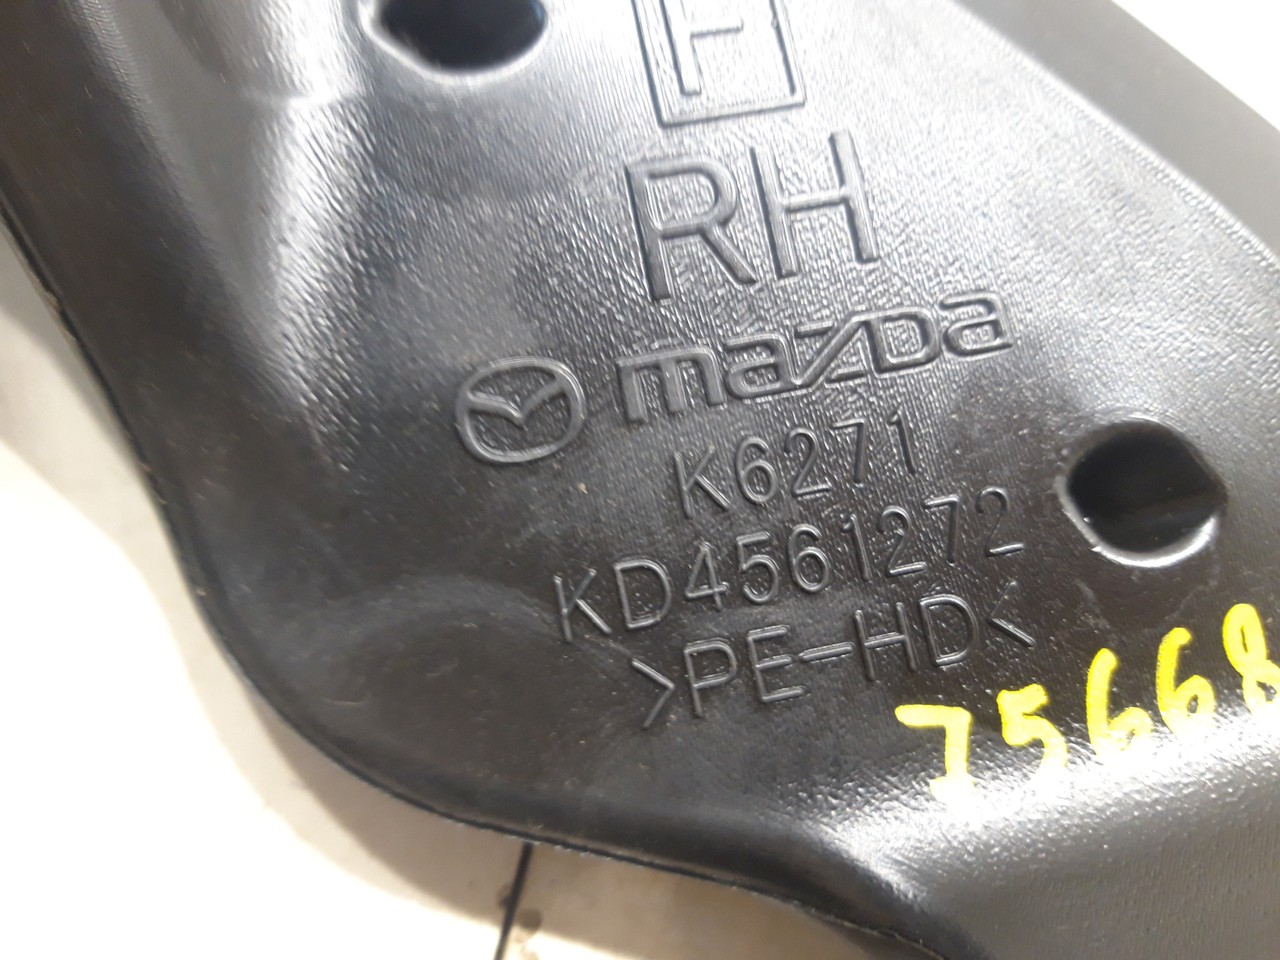 F
RH
mazda
K6271
KD4561272
>PE-HD<
75668